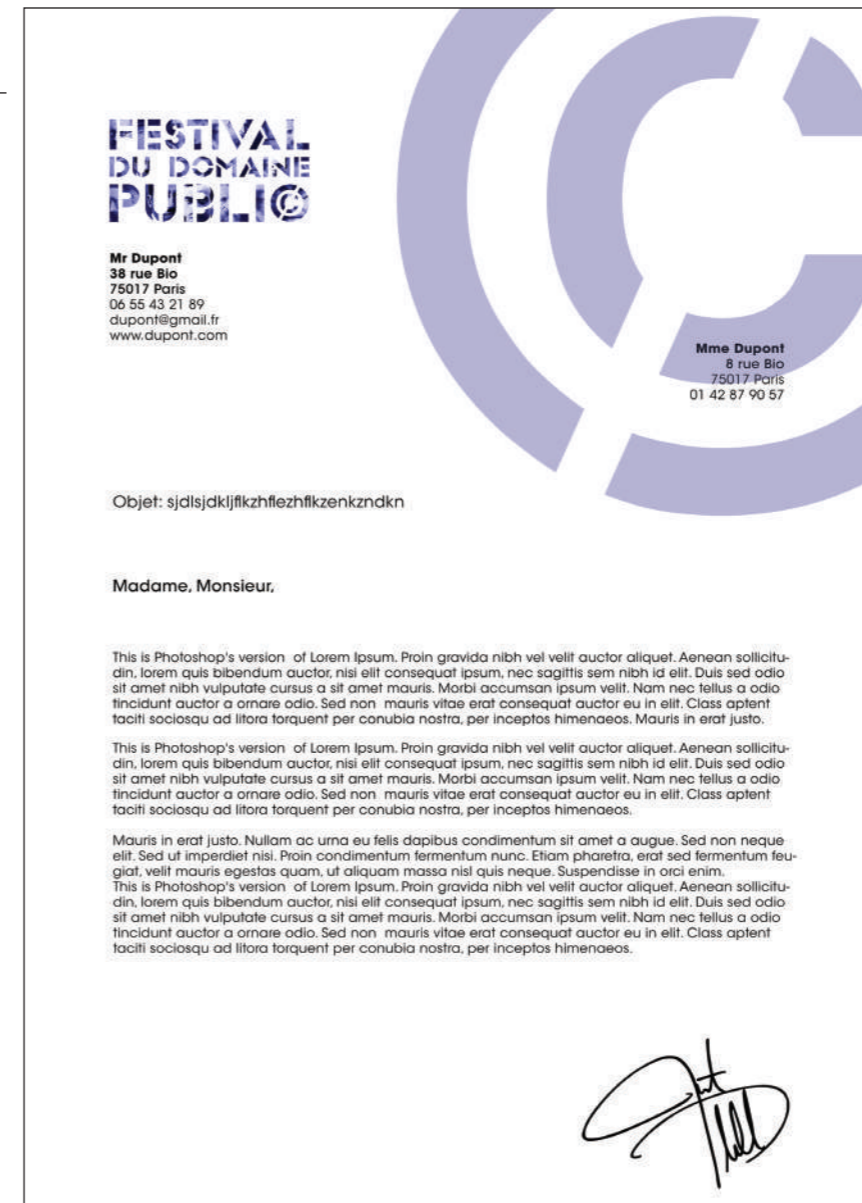 FESTIVAL
DU DOMAINE
PUBLIC
Mr Dupont
38 rue Bio
75017 Paris
06 55 43 21 89
dupont@gmail.fr
www.dupont.com
Mme Dupont
8 rue Bio
75017 Paris
01 42 87 90 57
Objet: sjdlsjdkljflkzhflezhflkzenkzndkn
Madame, Monsieur,
This is Photoshop's version  of Lorem Ipsum. Proin gravida nibh vel velit auctor aliquet. Aenean sollicitu-
din, lorem quis bibendum auctor, nisi elit consequat ipsum, nec sagittis sem nibh id elit. Duis sed odio
sit amet nibh vulputate cursus a sit amet mauris. Morbi accumsan ipsum velit. Nam nec tellus a odio
tincidunt auctor a ornare odio. Sed non  mauris vitae erat consequat auctor eu in elit. Class aptent
taciti sociosqu ad litora torquent per conubia nostra, per inceptos himenaeos. Mauris in erat justo.
This is Photoshop's version  of Lorem Ipsum. Proin gravida nibh vel velit auctor aliquet. Aenean sollicitu-
din, lorem quis bibendum auctor, nisi elit consequat ipsum, nec sagittis sem nibh id elit. Duis sed odio
sit amet nibh vulputate cursus a sit amet mauris. Morbi accumsan ipsum velit. Nam nec tellus a odio
tincidunt auctor a ornare odio. Sed non  mauris vitae erat consequat auctor eu in elit. Class aptent
taciti sociosqu ad litora torquent per conubia nostra, per inceptos himenaeos.
Mauris in erat justo. Nullam ac urna eu felis dapibus condimentum sit amet a augue. Sed non neque
elit. Sed ut imperdiet nisi. Proin condimentum fermentum nunc. Etiam pharetra, erat sed fermentum feu-
giat, velit mauris egestas quam, ut aliquam massa nisl quis neque. Suspendisse in orci enim.
This is Photoshop's version  of Lorem Ipsum. Proin gravida nibh vel velit auctor aliquet. Aenean sollicitu-
din, lorem quis bibendum auctor, nisi elit consequat ipsum, nec sagittis sem nibh id elit. Duis sed odio
sit amet nibh vulputate cursus a sit amet mauris. Morbi accumsan ipsum velit. Nam nec tellus a odio
tincidunt auctor a ornare odio. Sed non  mauris vitae erat consequat auctor eu in elit. Class aptent
taciti sociosqu ad litora torquent per conubia nostra, per inceptos himenaeos.